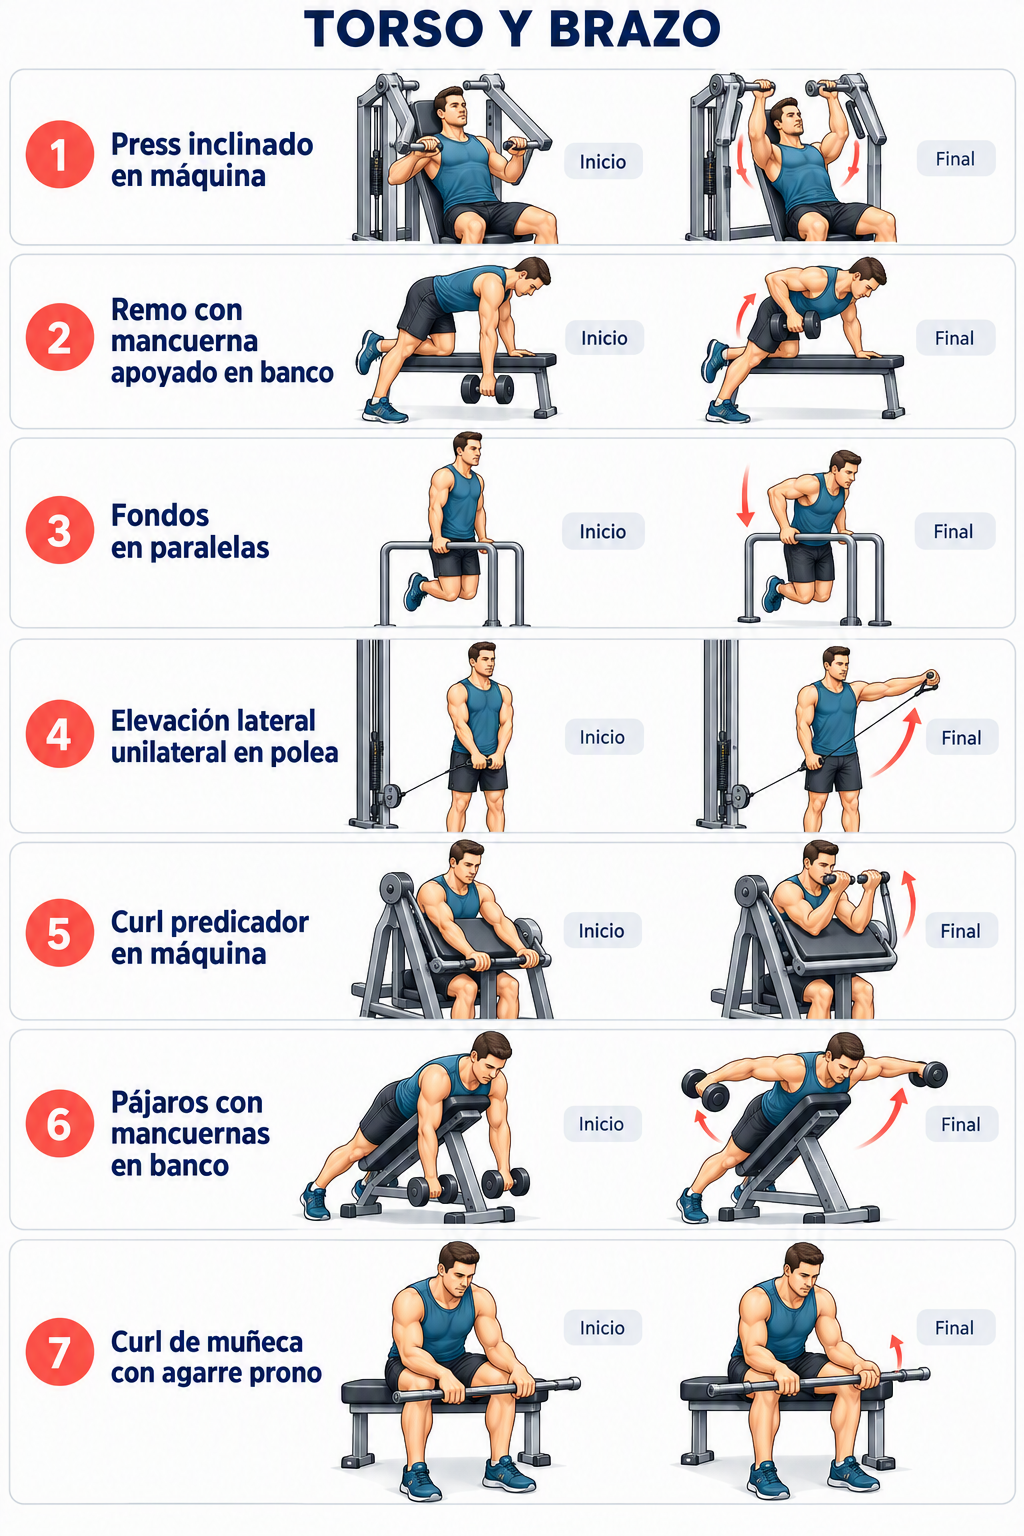 TORSO Y BRAZO
1
Press inclinado
en máquina
Inicio
Final
2
Remo con
mancuerna
apoyado en banco
Inicio
Final
3
Fondos
en paralelas
Inicio
Final
4
Elevación lateral
unilateral en polea
Inicio
Final
5
Curl predicador
en máquina
Inicio
Final
6
Pájaros con
mancuernas
en banco
Inicio
Final
7
Curl de muñeca
con agarre prono
Inicio
Final